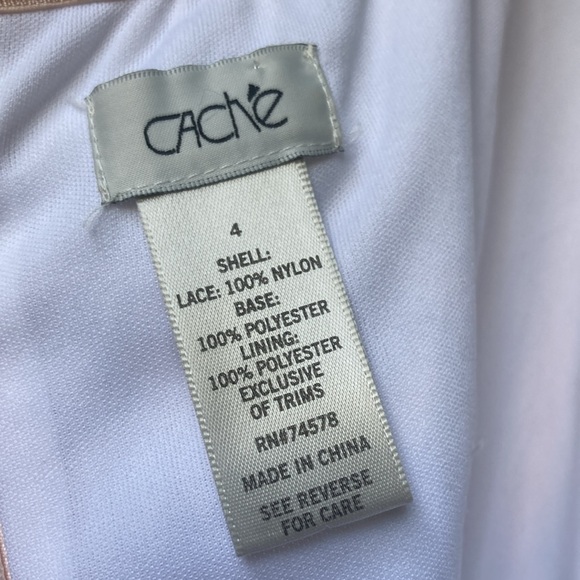 CAChé
4
SHELL:
LACE: 100% NYLON
BASE:
100% POLYESTER
LINING:
100% POLYESTER
EXCLUSIVE
OF TRIMS
RN#74578
MADE IN CHINA
SEE REVERSE
FOR CARE